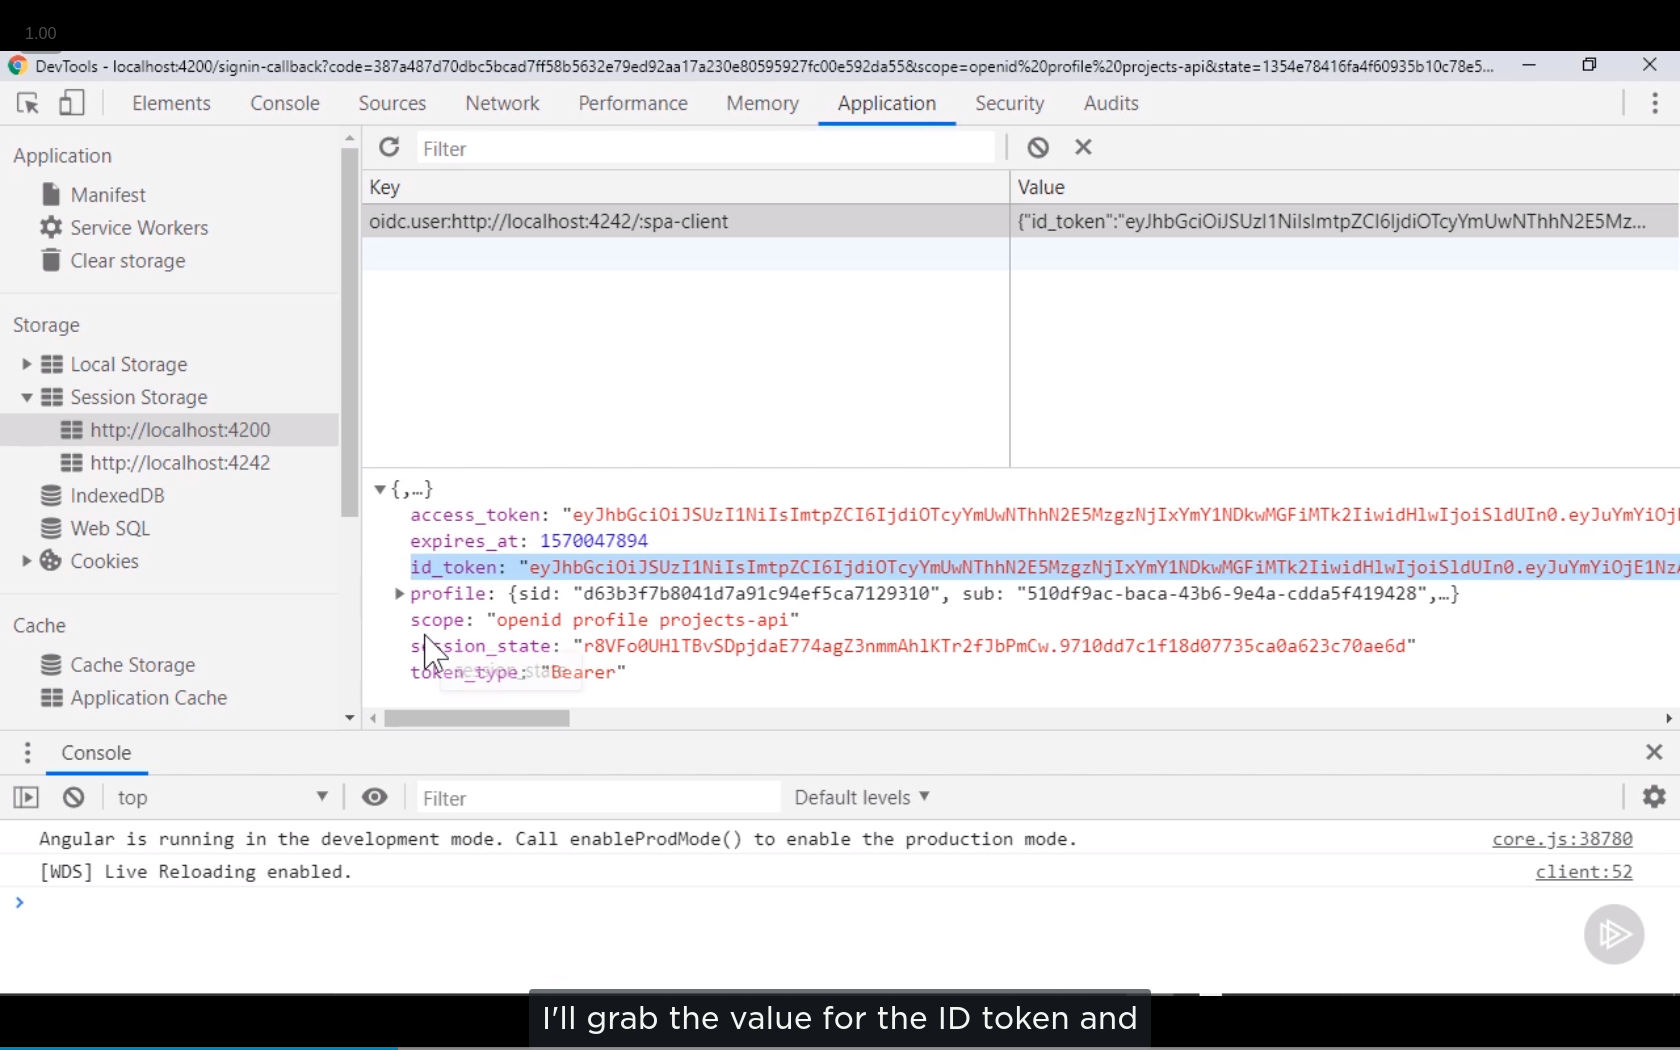 1.00
DevTools - localhost:4200/signin-callback?code=387a487d70dbc5bcad7ff58b5632e79ed92aa17a230e80595927fc00e592da55&scope=openid%20profile%20projects-api&state=1354e78416fa4f60935b10c78e5...
Elements Console Sources Network Performance Memory Application Security Audits
Application
Manifest
Service Workers
Clear storage
Storage
Local Storage
Session Storage
http://localhost:4200
http://localhost:4242
IndexedDB
Web SQL
Cookies
Cache
Cache Storage
Application Cache
Filter
Key Value
oidc.user:http://localhost:4242/:spa-client {"id_token":"eyJhbGciOiJSUzI1NiIsImtpZCI6IjdiOTcyYmUwNThhN2E5Mz...
{,…}
access_token: "eyJhbGciOiJSUzI1NiIsImtpZCI6IjdiOTcyYmUwNThhN2E5MzgzNjIxYmY1NDkwMGFiMTk2IiwidHlwIjoiSldUIn0.eyJuYmYiOj
expires_at: 1570047894
id_token: "eyJhbGciOiJSUzI1NiIsImtpZCI6IjdiOTcyYmUwNThhN2E5MzgzNjIxYmY1NDkwMGFiMTk2IiwidHlwIjoiSldUIn0.eyJuYmYiOjE1Nz
profile: {sid: "d63b3f7b8041d7a91c94ef5ca7129310", sub: "510df9ac-baca-43b6-9e4a-cdda5f419428",…}
scope: "openid profile projects-api"
session_state: "r8VFo0UHlTBvSDpjdaE774agZ3nmmAhlKTr2fJbPmCw.9710dd7c1f18d07735ca0a623c70ae6d"
token_type: "Bearer"
Console
top Filter Default levels
Angular is running in the development mode. Call enableProdMode() to enable the production mode. core.js:38780
[WDS] Live Reloading enabled. client:52
I'll grab the value for the ID token and